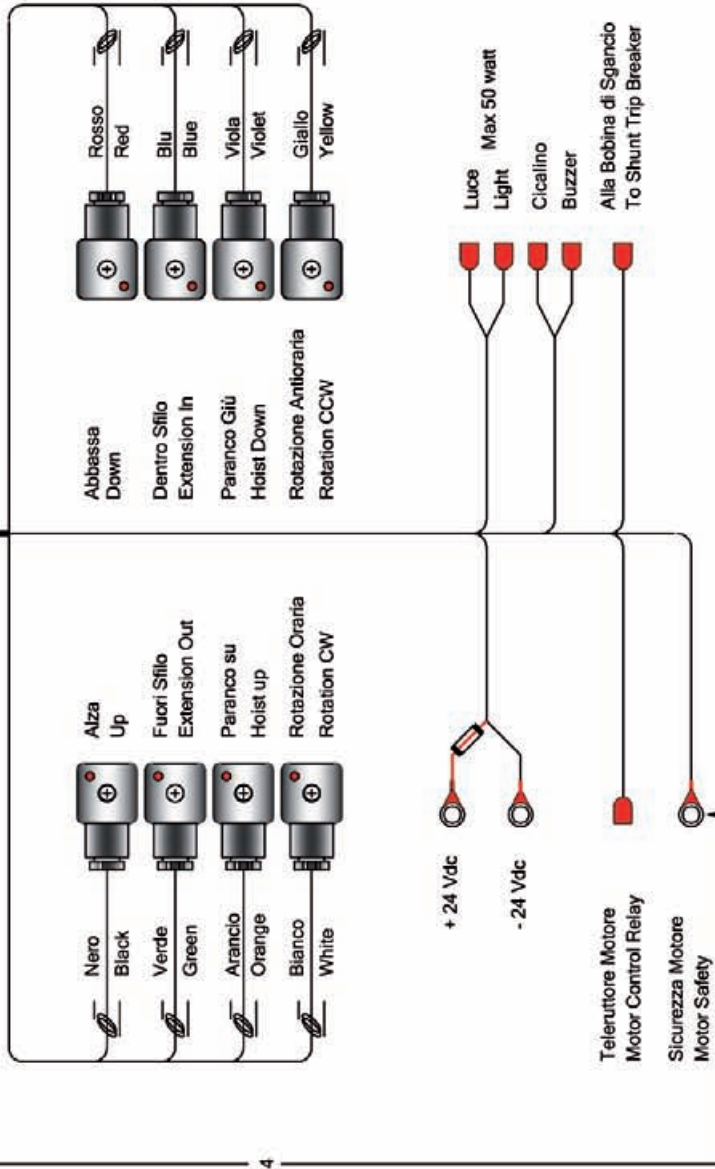 Nero
Black
Alza
Up
Verde
Green
Fuori Sfilo
Extension Out
Arancio
Orange
Paranco su
Hoist up
Bianco
White
Rotazione Oraria
Rotation CW
Abbassa
Down
Rosso
Red
Dentro Sfilo
Extension In
Blu
Blue
Paranco Giù
Hoist Down
Viola
Violet
Rotazione Antioraria
Rotation CCW
Giallo
Yellow
+ 24 Vdc
- 24 Vdc
Luce
Light
Max 50 watt
Cicalino
Buzzer
Teleruttore Motore
Motor Control Relay
Alla Bobina di Sgancio
To Shunt Trip Breaker
Sicurezza Motore
Motor Safety
4